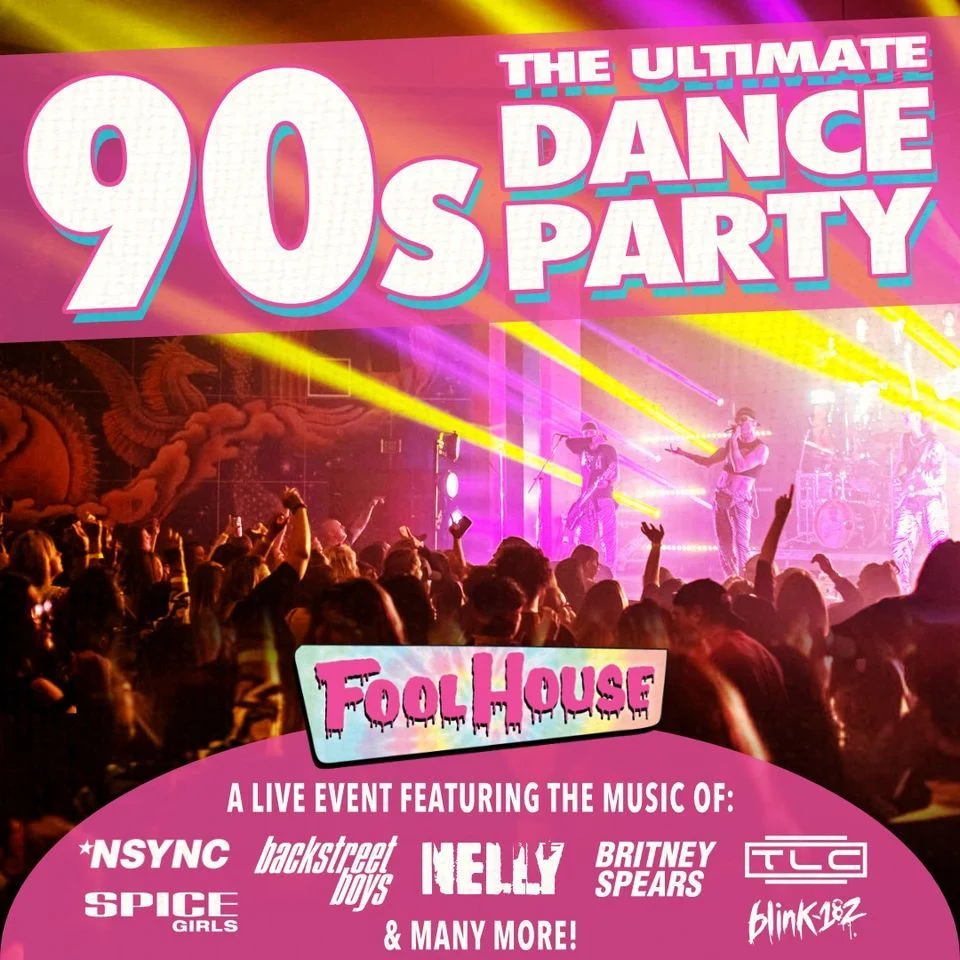 90s
THE ULTIMATE
DANCE
PARTY
FOOL HOUSE
A LIVE EVENT FEATURING THE MUSIC OF:
*NSYNC
backstreet
boys
NELLY
BRITNEY
SPEARS
TLC
SPICE
GIRLS
blink-182
& MANY MORE!